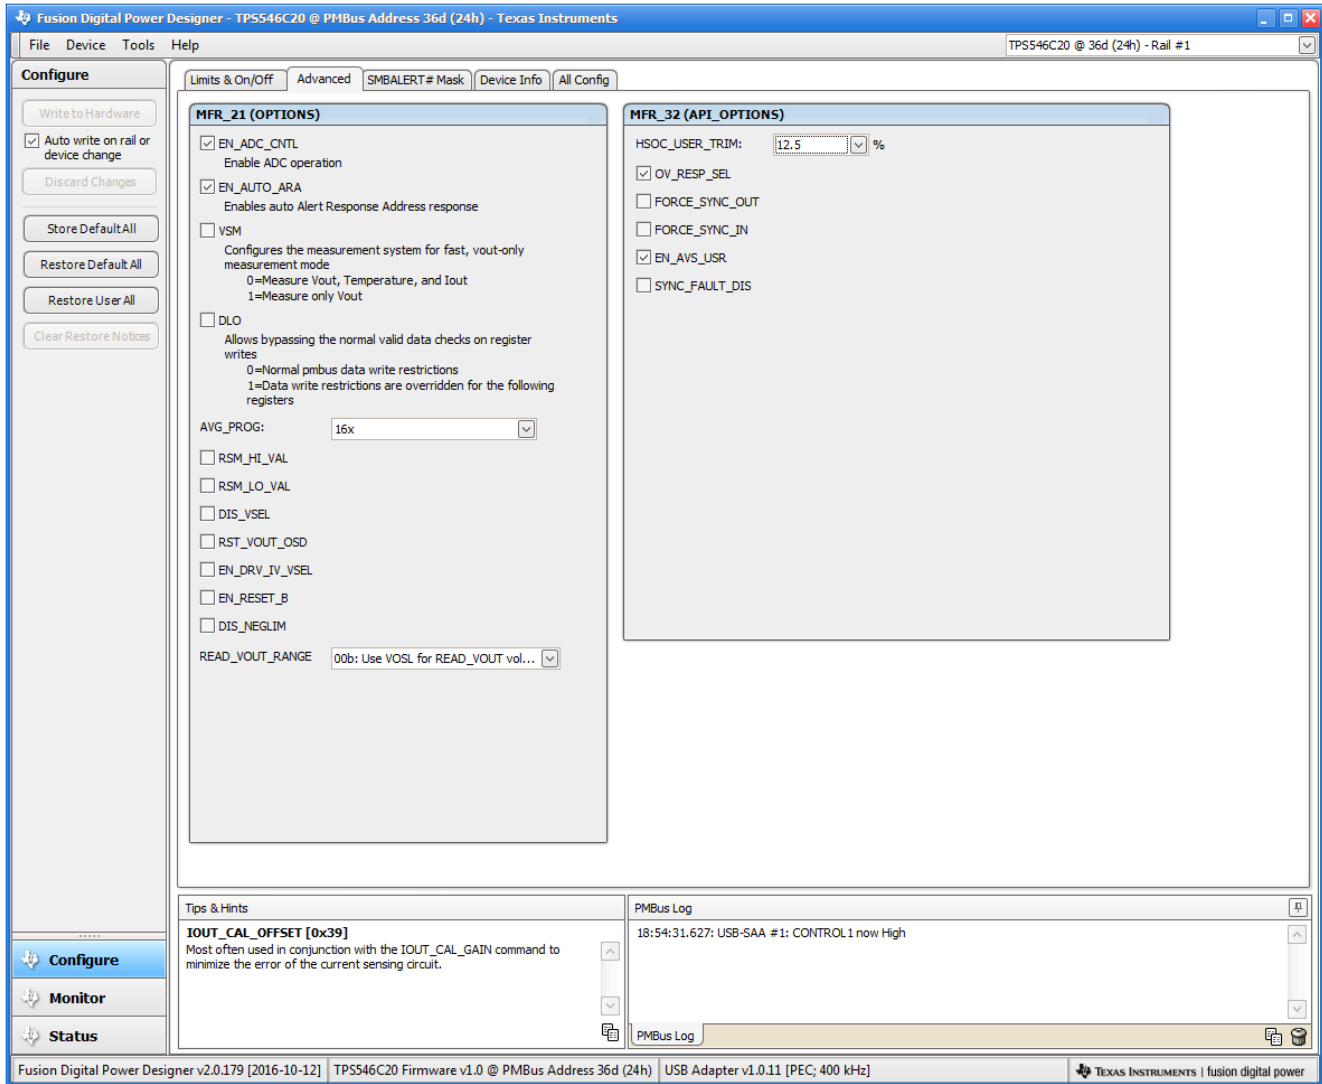 Fusion Digital Power Designer - TPS546C20 @ PMBus Address 36d (24h) - Texas Instruments
File Device Tools Help
TPS546C20 @ 36d (24h) - Rail #1
Configure
Write to Hardware
Auto write on rail or
device change
Discard Changes
Store Default All
Restore Default All
Restore User All
Clear Restore Notices
Limits & On/Off Advanced SMBALERT# Mask Device Info All Config
MFR_21 (OPTIONS)
EN_ADC_CNTL
Enable ADC operation
EN_AUTO_ARA
Enables auto Alert Response Address response
VSM
Configures the measurement system for fast, vout-only
measurement mode
0=Measure Vout, Temperature, and Iout
1=Measure only Vout
DLO
Allows bypassing the normal valid data checks on register
writes
0=Normal pmbus data write restrictions
1=Data write restrictions are overridden for the following
registers
AVG_PROG: 16x
RSM_HI_VAL
RSM_LO_VAL
DIS_VSEL
RST_VOUT_OSD
EN_DRV_IV_VSEL
EN_RESET_B
DIS_NEGLIM
READ_VOUT_RANGE 00b: Use VOSL for READ_VOUT vol...
MFR_32 (API_OPTIONS)
HSOC_USER_TRIM: 12.5 %
OV_RESP_SEL
FORCE_SYNC_OUT
FORCE_SYNC_IN
EN_AVS_USR
SYNC_FAULT_DIS
Tips & Hints
IOUT_CAL_OFFSET [0x39]
Most often used in conjunction with the IOUT_CAL_GAIN command to
minimize the error of the current sensing circuit.
PMBus Log
18:54:31.627: USB-SAA #1: CONTROL1 now High
PMBus Log
Configure
Monitor
Status
Fusion Digital Power Designer v2.0.179 [2016-10-12] TPS546C20 Firmware v1.0 @ PMBus Address 36d (24h) USB Adapter v1.0.11 [PEC; 400 kHz] TEXAS INSTRUMENTS | fusion digital power